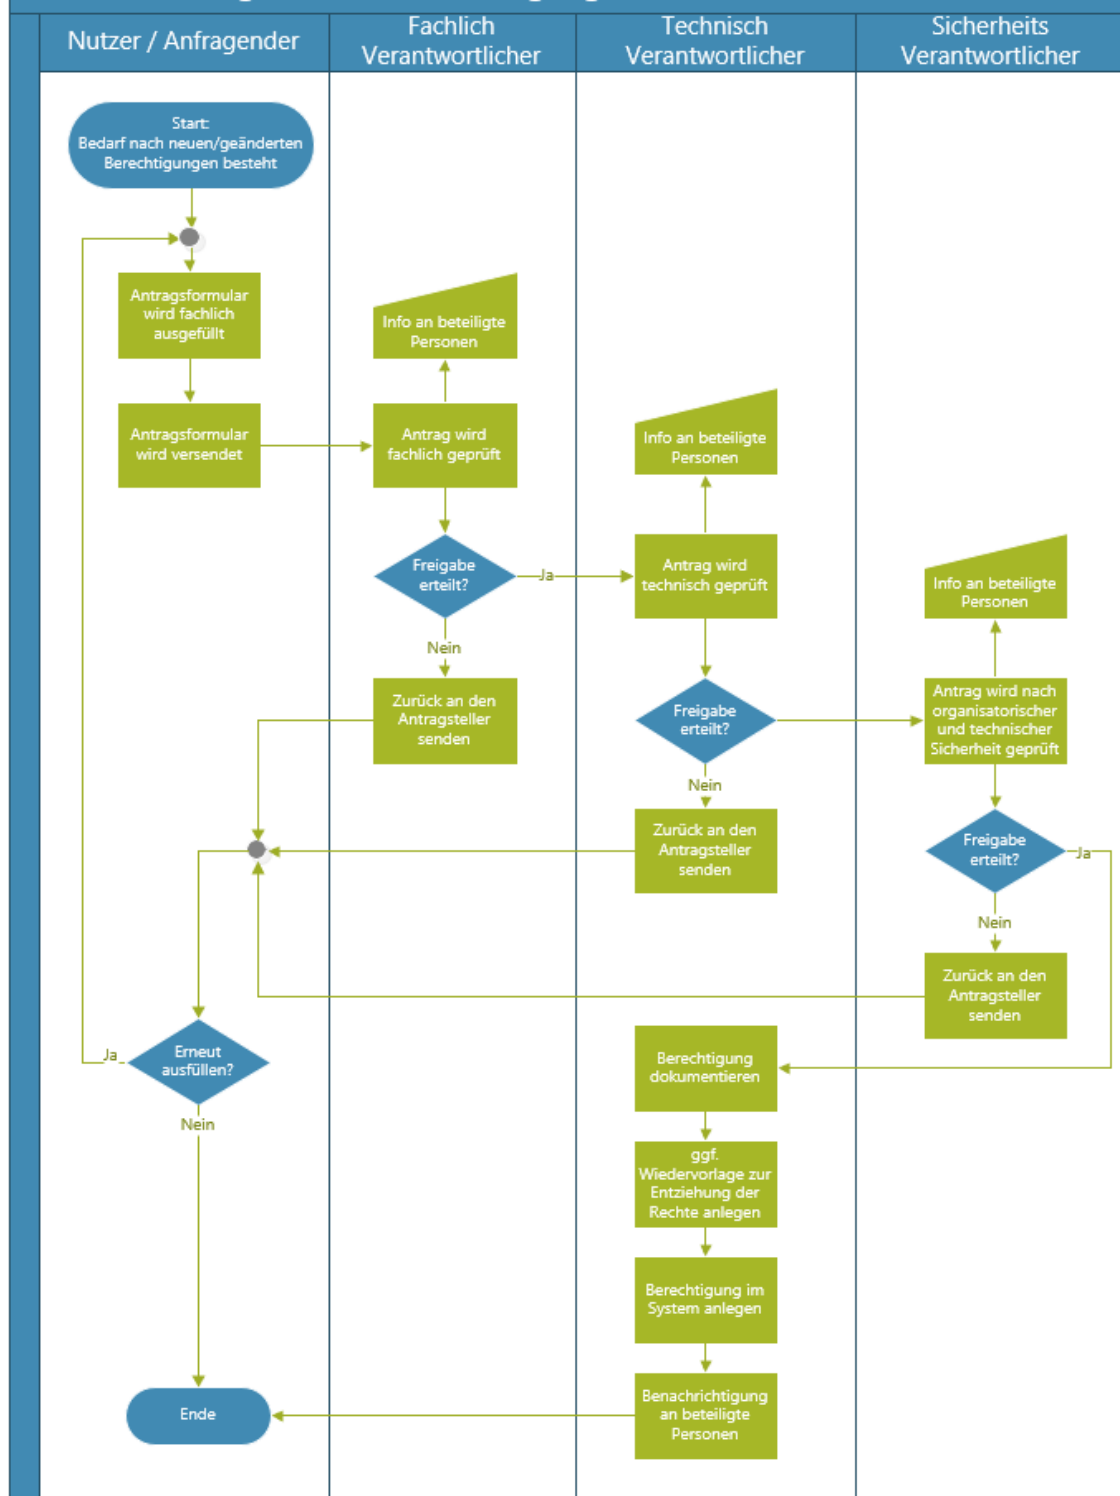 Nutzer / Anfragender
Fachlich
Verantwortlicher
Technisch
Verantwortlicher
Sicherheits
Verantwortlicher
Start:
Bedarf nach neuen/geänderten
Berechtigungen besteht
Antragsformular
wird fachlich
ausgefüllt
Info an beteiligte
Personen
Antragsformular
wird versendet
Antrag wird
fachlich geprüft
Info an beteiligte
Personen
Freigabe
erteilt?
Ja
Antrag wird
technisch geprüft
Info an beteiligte
Personen
Nein
Zurück an den
Antragsteller
senden
Freigabe
erteilt?
Antrag wird nach
organisatorischer
und technischer
Sicherheit geprüft
Nein
Zurück an den
Antragsteller
senden
Freigabe
erteilt?
Ja
Nein
Zurück an den
Antragsteller
senden
Erneut
ausfüllen?
Ja
Nein
Berechtigung
dokumentieren
ggf.
Wiedervorlage zur
Entziehung der
Rechte anlegen
Berechtigung im
System anlegen
Benachrichtigung
an beteiligte
Personen
Ende